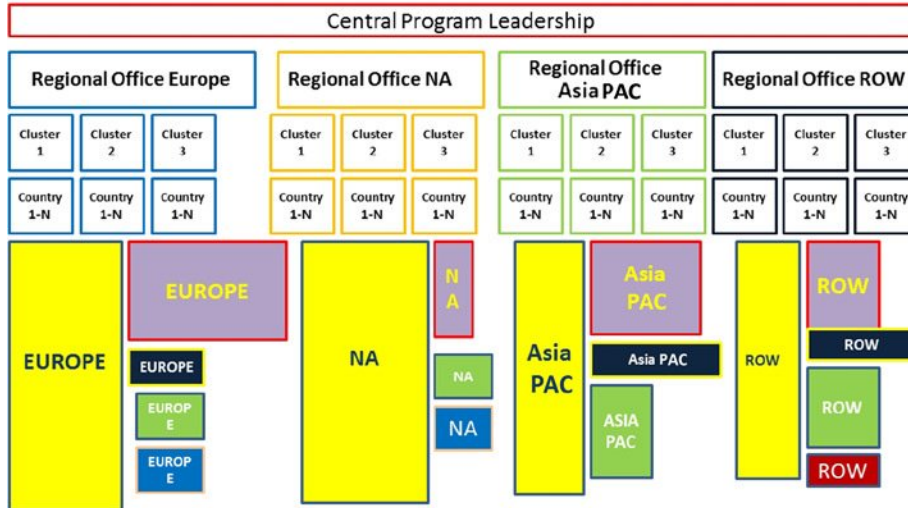 Central Program Leadership
Regional Office Europe
Regional Office NA
Regional Office
Asia PAC
Regional Office ROW
Cluster
1
Cluster
2
Cluster
3
Cluster
1
Cluster
2
Cluster
3
Cluster
1
Cluster
2
Cluster
3
Cluster
1
Cluster
2
Cluster
3
Country
1-N
Country
1-N
Country
1-N
Country
1-N
Country
1-N
Country
1-N
Country
1-N
Country
1-N
Country
1-N
Country
1-N
Country
1-N
Country
1-N
EUROPE
EUROPE
EUROPE
EUROP
E
EUROP
E
NA
N
A
NA
NA
Asia
PAC
Asia
PAC
Asia PAC
ASIA
PAC
ROW
ROW
ROW
ROW
ROW